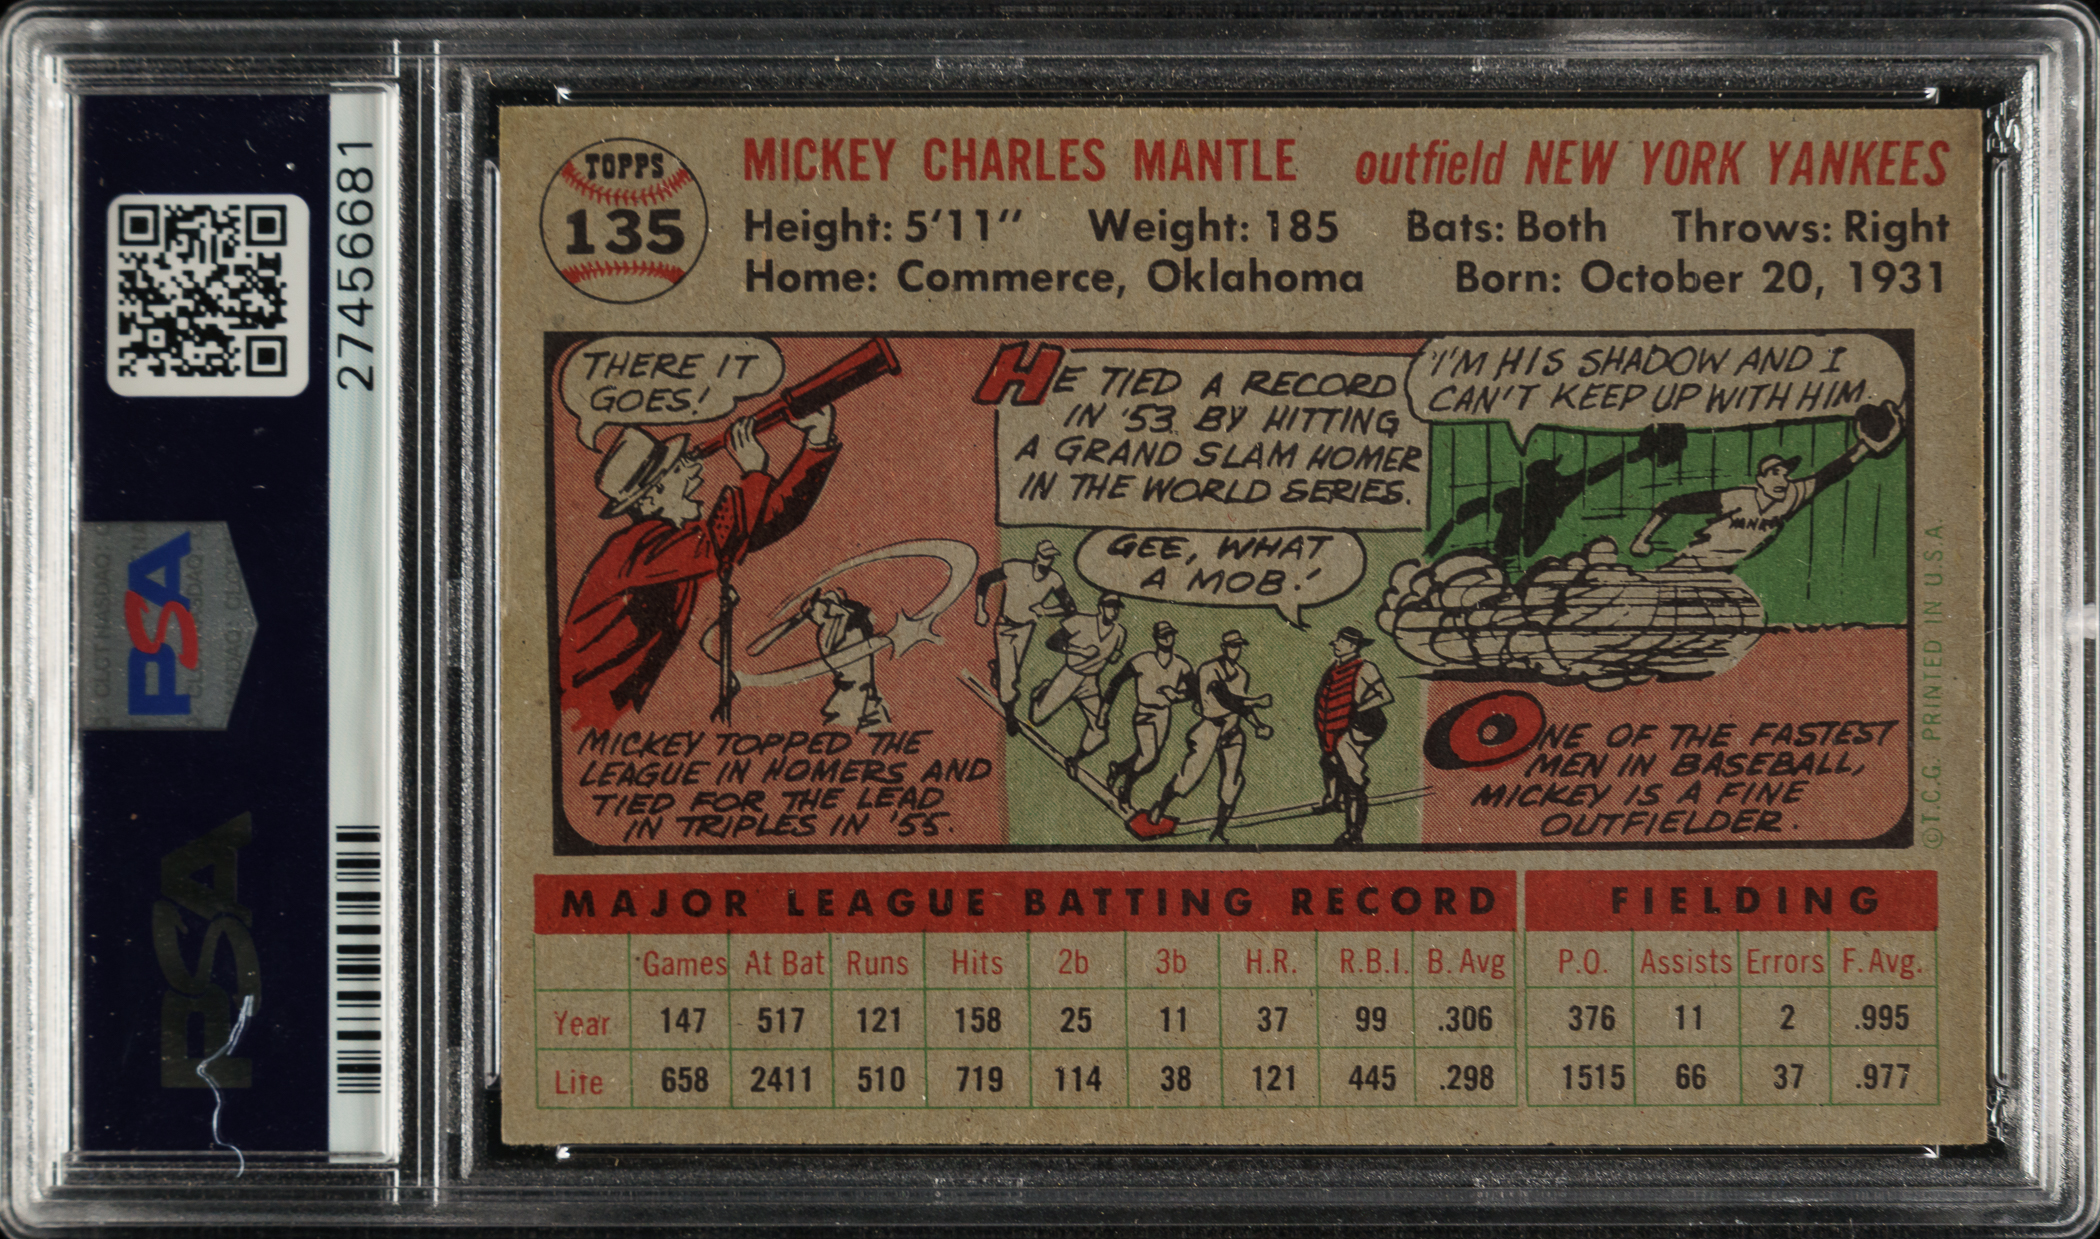 27456681
PSA
PSA
TOPPS
135
MICKEY CHARLES MANTLE outfield NEW YORK YANKEES
Height: 5'11" Weight: 185 Bats: Both Throws: Right
Home: Commerce, Oklahoma Born: October 20, 1931
THERE IT
GOES!
MICKEY TOPPED THE
LEAGUE IN HOMERS AND
TIED FOR THE LEAD
IN TRIPLES IN '55.
HE TIED A RECORD
IN '53 BY HITTING
A GRAND SLAM HOMER
IN THE WORLD SERIES.
GEE, WHAT
A MOB!
I'M HIS SHADOW AND I
CAN'T KEEP UP WITH HIM.
ONE OF THE FASTEST
MEN IN BASEBALL,
MICKEY IS A FINE
OUTFIELDER.
©T.C.G. PRINTED IN U.S.A.
MAJOR LEAGUE BATTING RECORD FIELDING
Games At Bat Runs Hits 2b 3b H.R. R.B.I. B. Avg P.O. Assists Errors F. Avg.
Year 147 517 121 158 25 11 37 99 .306 376 11 2 .995
Life 658 2411 510 719 114 38 121 445 .298 1515 66 37 .977